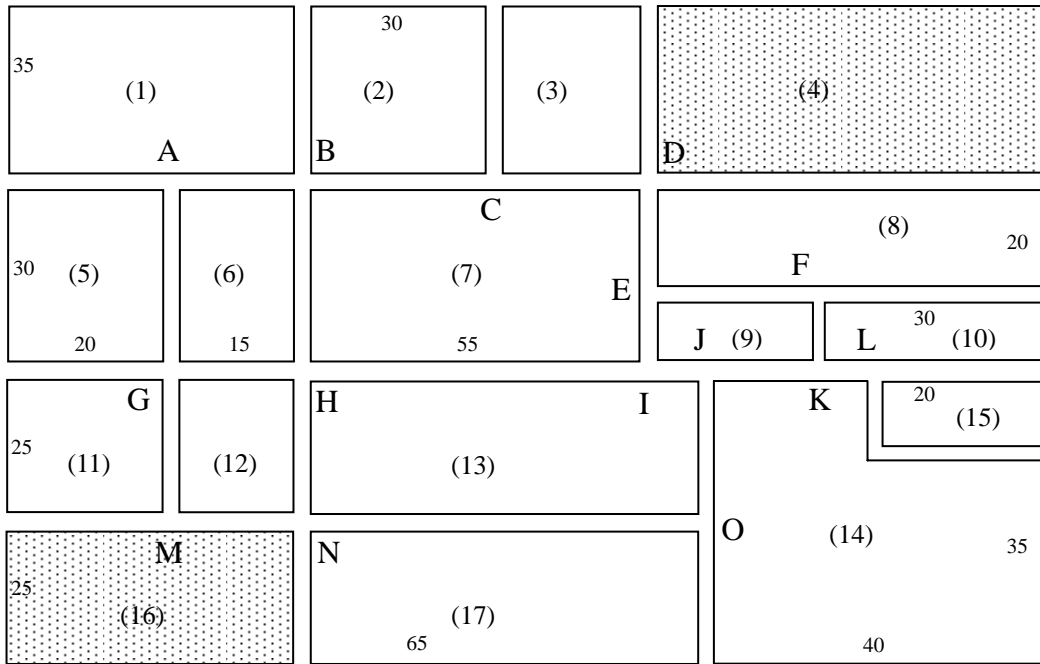 30
35
(1) (2) (3) (4)
A B D
C
(8)
20
F
30 (5) (6) (7)
E
30
J (9) L (10)
20 15 55
G H I K 20
(15)
25
(11) (12) (13)
O (14) 35
M N
25
(16) (17)
65 40